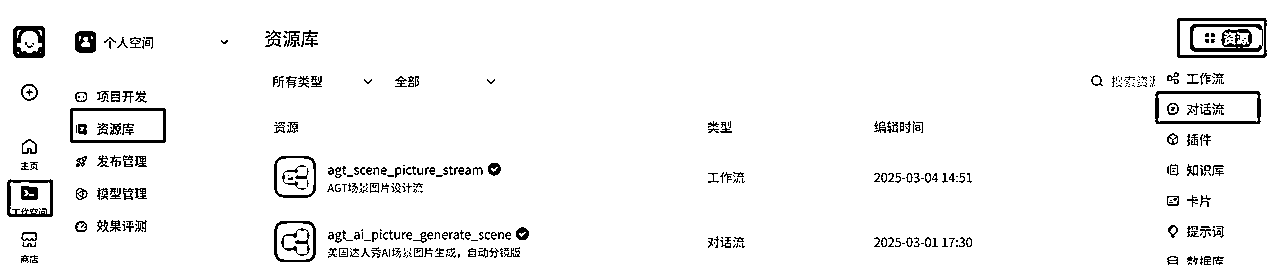 个人空间
资源库
资源
所有类型
全部
搜索资源
工作流
项目开发
对话流
资源库
资源
类型
编辑时间
插件
主页
发布管理
agt_scene_picture_stream
AGT场景图片设计流
工作流
2025-03-04 14:51
知识库
工作空间
模型管理
卡片
效果评测
agt_ai_picture_generate_scene
美国达人秀AI场景图片生成，自动分镜版
对话流
2025-03-01 17:30
提示词
商店
数据库